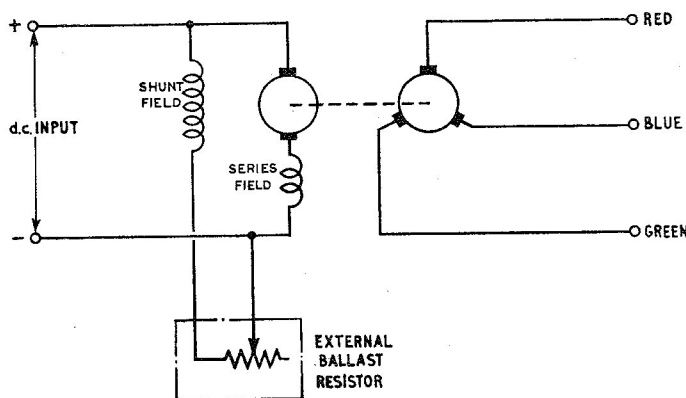 +
RED
SHUNT
FIELD
d.c. INPUT
BLUE
SERIES
FIELD
-
GREEN
EXTERNAL
BALLAST
RESISTOR